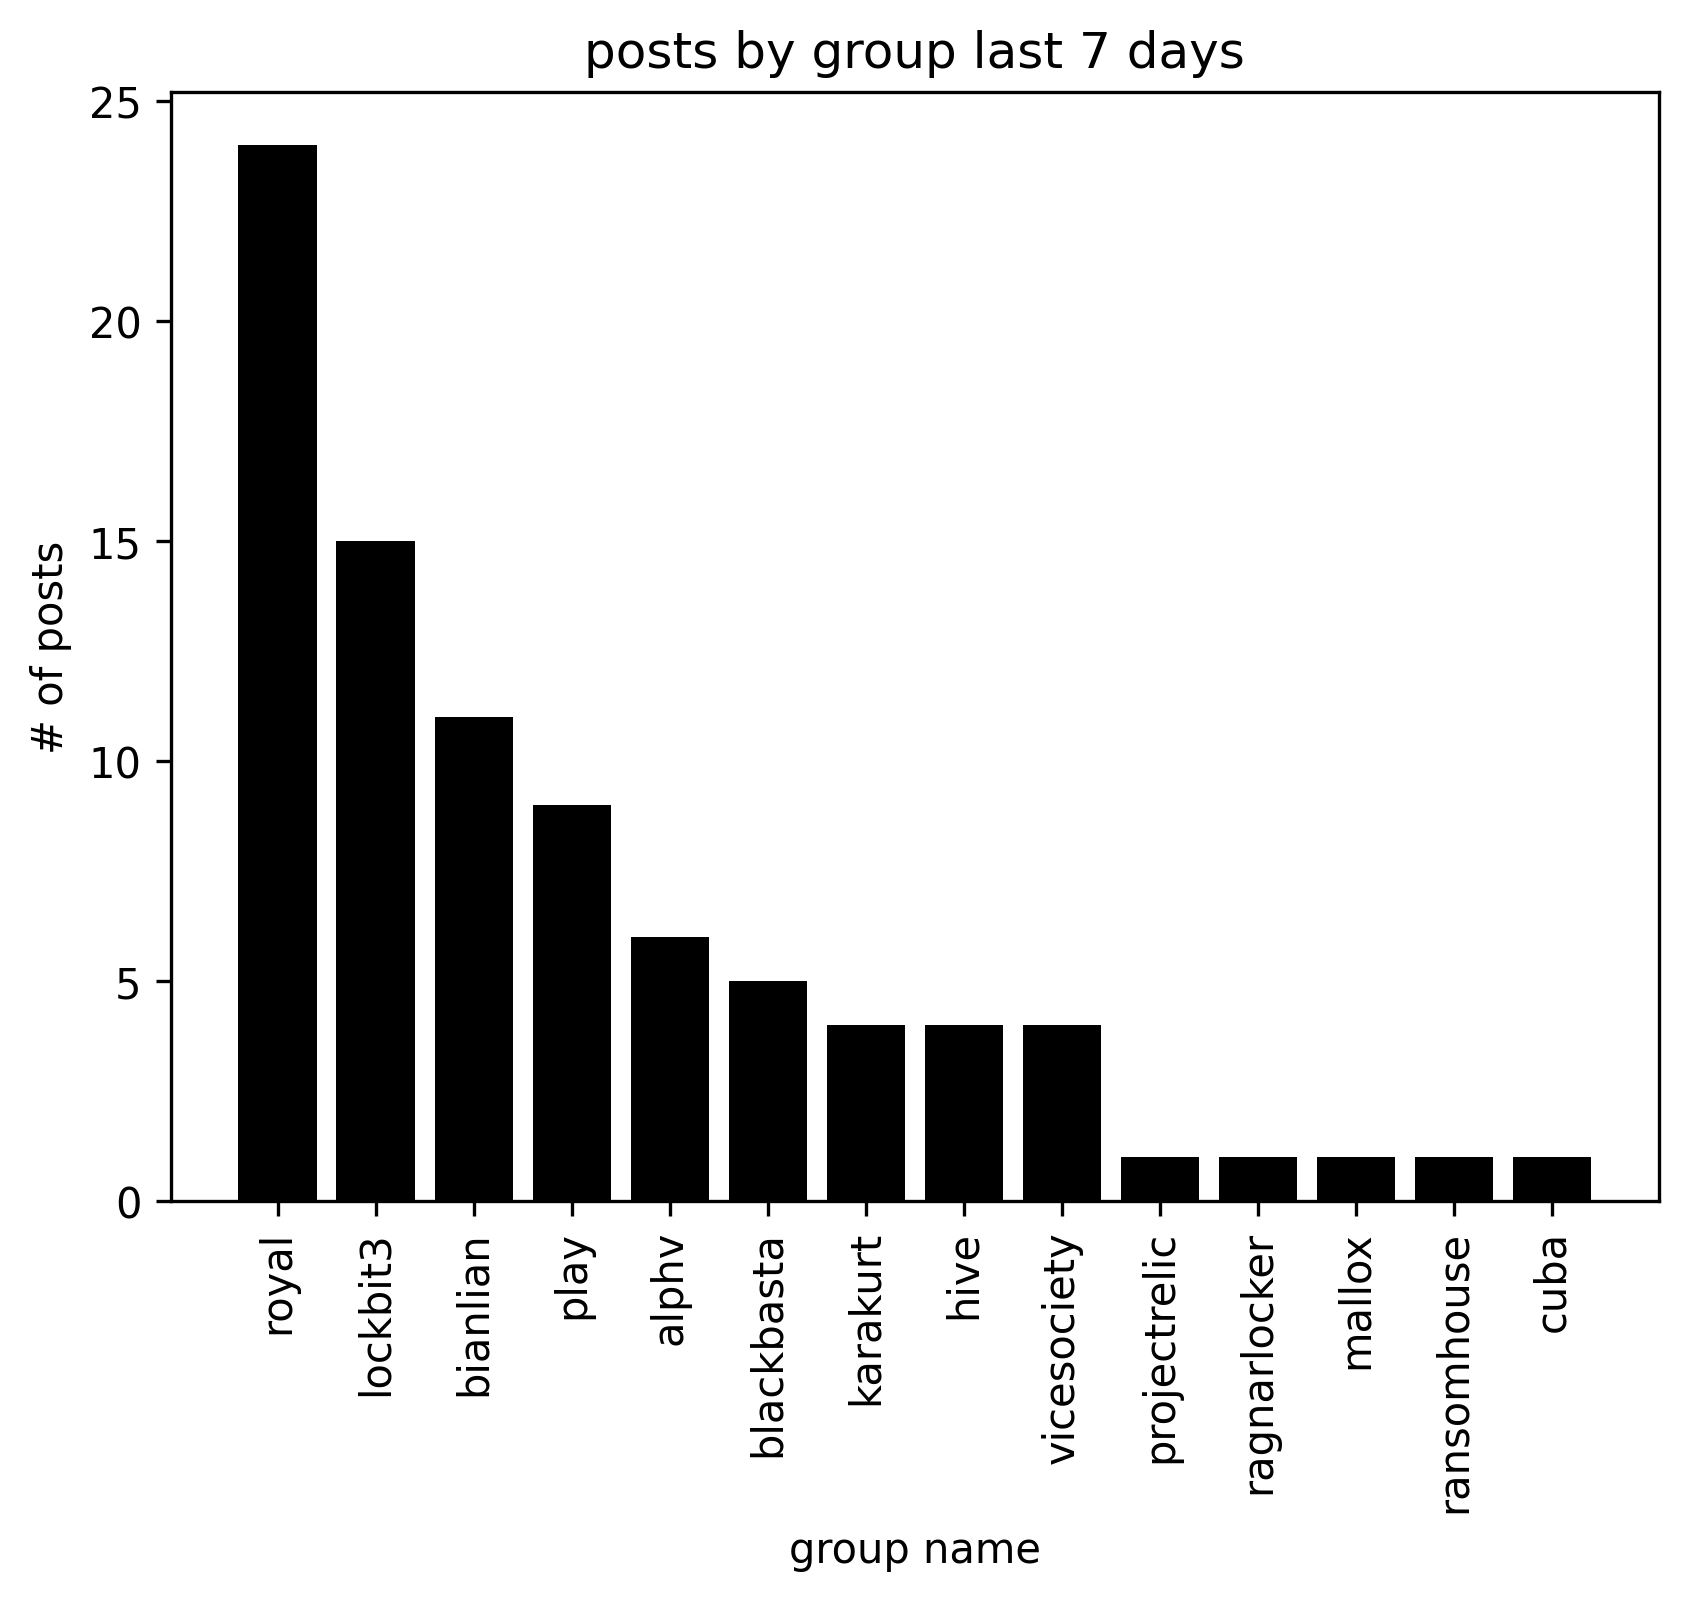 posts by group last 7 days
25
20
15
10
5
0
# of posts
royal
lockbit3
bianlian
play
alphv
blackbasta
karakurt
hive
vicesociety
projectrelic
ragnarlocker
mallox
ransomhouse
cuba
group name